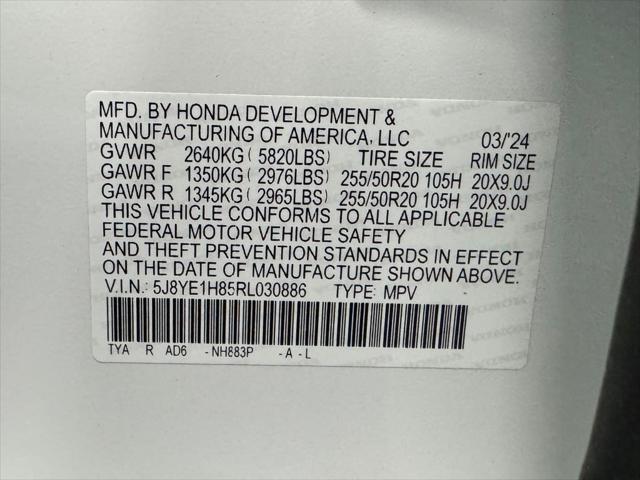 MFD. BY HONDA DEVELOPMENT &
MANUFACTURING OF AMERICA, LLC 03/'24
GVWR 2640KG ( 5820LBS) TIRE SIZE RIM SIZE
GAWR F 1350KG ( 2976LBS) 255/50R20 105H 20X9.0J
GAWR R 1345KG ( 2965LBS) 255/50R20 105H 20X9.0J
THIS VEHICLE CONFORMS TO ALL APPLICABLE
FEDERAL MOTOR VEHICLE SAFETY
AND THEFT PREVENTION STANDARDS IN EFFECT
ON THE DATE OF MANUFACTURE SHOWN ABOVE.
V.I.N.: 5J8YE1H85RL030886 TYPE: MPV -
TYA R AD6 -NH883P -A-L